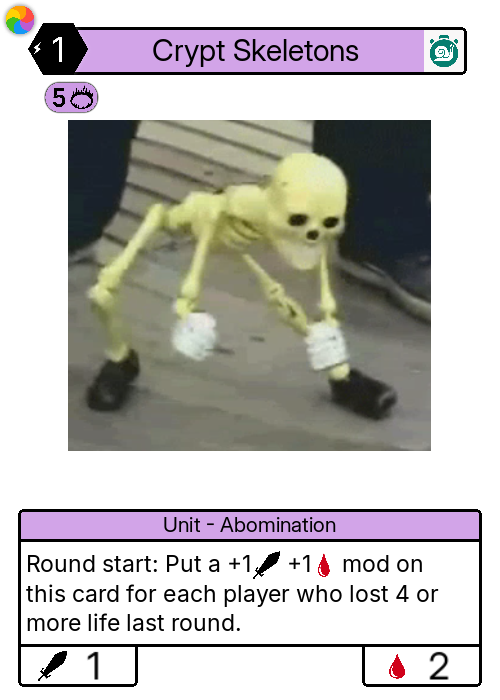 1 Crypt Skeletons
5
Unit - Abomination
Round start: Put a +1 +1 mod on
this card for each player who lost 4 or
more life last round.
1 2